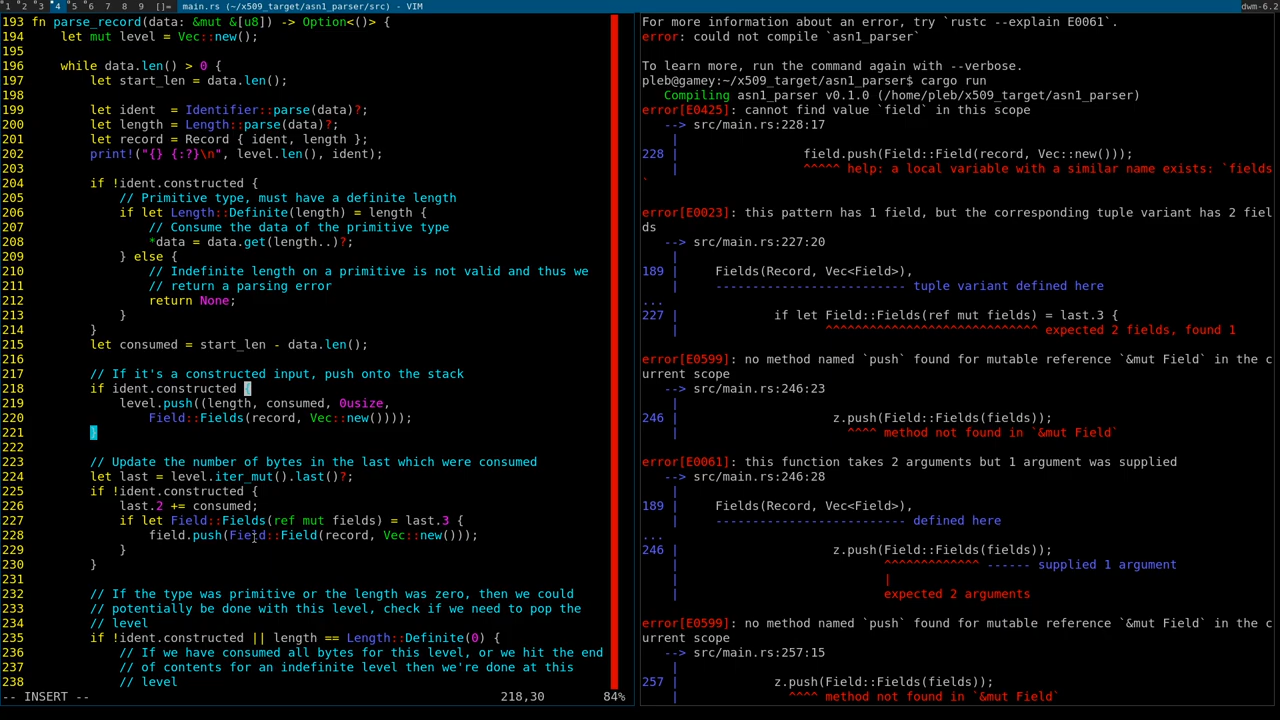 1 2 3 4 5 6 7 8 9 []= main.rs (~/x509_target/asn1_parser/src) - VIM dwm-6.2
193 fn parse_record(data: &mut &[u8]) -> Option<()> {
194     let mut level = Vec::new();
195
196     while data.len() > 0 {
197         let start_len = data.len();
198
199         let ident  = Identifier::parse(data)?;
200         let length = Length::parse(data)?;
201         let record = Record { ident, length };
202         print!("{} {:?}\n", level.len(), ident);
203
204         if !ident.constructed {
205             // Primitive type, must have a definite length
206             if let Length::Definite(length) = length {
207                 // Consume the data of the primitive type
208                 *data = data.get(length..)?;
209             } else {
210                 // Indefinite length on a primitive is not valid and thus we
211                 // return a parsing error
212                 return None;
213             }
214         }
215         let consumed = start_len - data.len();
216
217         // If it's a constructed input, push onto the stack
218         if ident.constructed {
219             level.push((length, consumed, 0usize,
220                 Field::Fields(record, Vec::new())));
221         }
222
223         // Update the number of bytes in the last which were consumed
224         let last = level.iter_mut().last()?;
225         if !ident.constructed {
226             last.2 += consumed;
227             if let Field::Fields(ref mut fields) = last.3 {
228                 field.push(Field::Field(record, Vec::new()));
229             }
230         }
231
232         // If the type was primitive or the length was zero, then we could
233         // potentially be done with this level, check if we need to pop the
234         // level
235         if !ident.constructed || length == Length::Definite(0) {
236             // If we have consumed all bytes for this level, or we hit the end
237             // of contents for an indefinite level then we're done at this
238             // level
-- INSERT -- 218,30 84%
For more information about an error, try `rustc --explain E0061`.
error: could not compile `asn1_parser`

To learn more, run the command again with --verbose.
pleb@gamey:~/x509_target/asn1_parser$ cargo run
   Compiling asn1_parser v0.1.0 (/home/pleb/x509_target/asn1_parser)
error[E0425]: cannot find value `field` in this scope
   --> src/main.rs:228:17
    |
228 |                 field.push(Field::Field(record, Vec::new()));
    |                 ^^^^^ help: a local variable with a similar name exists: `fields
`

error[E0023]: this pattern has 1 field, but the corresponding tuple variant has 2 fiel
ds
   --> src/main.rs:227:20
    |
189 |     Fields(Record, Vec<Field>),
    |     -------------------------- tuple variant defined here
...
227 |             if let Field::Fields(ref mut fields) = last.3 {
    |                    ^^^^^^^^^^^^^^^^^^^^^^^^^^^^^ expected 2 fields, found 1

error[E0599]: no method named `push` found for mutable reference `&mut Field` in the c
urrent scope
   --> src/main.rs:246:23
    |
246 |                     z.push(Field::Fields(fields));
    |                       ^^^^ method not found in `&mut Field`

error[E0061]: this function takes 2 arguments but 1 argument was supplied
   --> src/main.rs:246:28
    |
189 |     Fields(Record, Vec<Field>),
    |     -------------------------- defined here
...
246 |                     z.push(Field::Fields(fields));
    |                            ^^^^^^^^^^^^^ ------ supplied 1 argument
    |                            |
    |                            expected 2 arguments

error[E0599]: no method named `push` found for mutable reference `&mut Field` in the c
urrent scope
   --> src/main.rs:257:15
    |
257 |             z.push(Field::Fields(fields));
    |               ^^^^ method not found in `&mut Field`